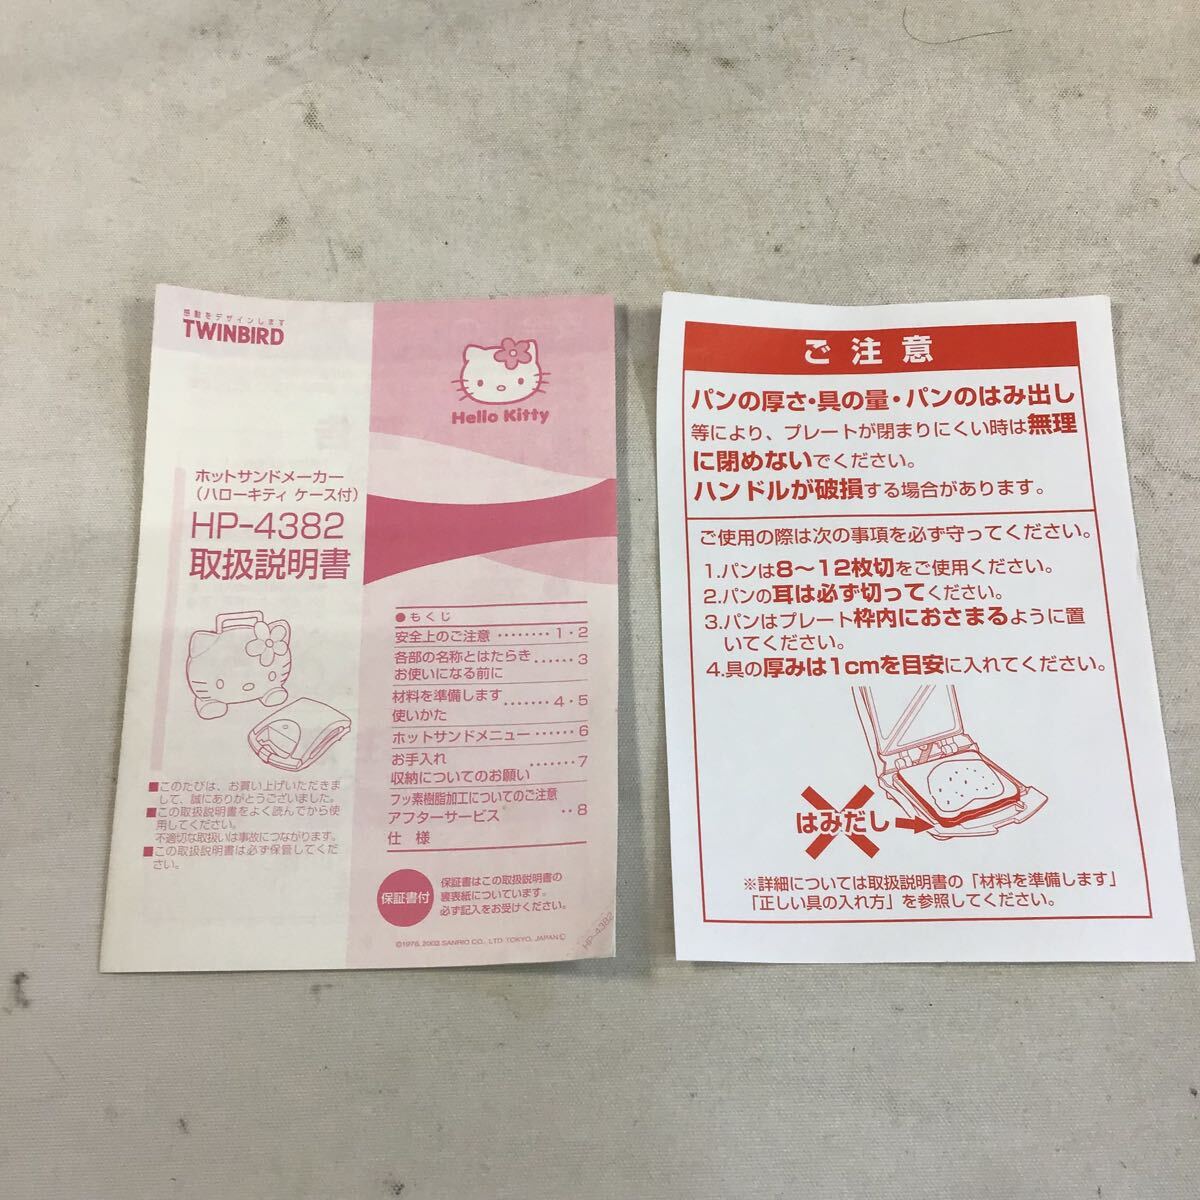 感動をデザインします
TWINBIRD
Hello Kitty
ホットサンドメーカー
(ハローキティ ケース付)
HP-4382
取扱説明書
■このたびは、お買い上げいただきま
して、誠にありがとうございました。
■この取扱説明書をよく読んでから使
用してください。
不適切な取扱いは事故につながります。
■この取扱説明書は必ず保管してくだ
さい。
●もくじ
安全上のご注意 ‥‥‥‥ 1・2
各部の名称とはたらき
お使いになる前に ‥‥‥ 3
材料を準備します
使いかた ‥‥‥‥ 4・5
ホットサンドメニュー ‥‥‥ 6
お手入れ
収納についてのお願い ‥‥‥‥ 7
フッ素樹脂加工についてのご注意
アフターサービス ‥ 8
仕 様
保証書付
保証書はこの取扱説明書の
裏表紙についています。
必ず記入をお受けください。
©1976, 2003 SANRIO CO., LTD. TOKYO, JAPAN Ⓛ
HP-4382
ご注意
パンの厚さ・具の量・パンのはみ出し
等により、プレートが閉まりにくい時は無理
に閉めないでください。
ハンドルが破損する場合があります。
ご使用の際は次の事項を必ず守ってください。
1.パンは8〜12枚切をご使用ください。
2.パンの耳は必ず切ってください。
3.パンはプレート枠内におさまるように置
いてください。
4.具の厚みは1cmを目安に入れてください。
はみだし
※詳細については取扱説明書の「材料を準備します」
「正しい具の入れ方」を参照してください。